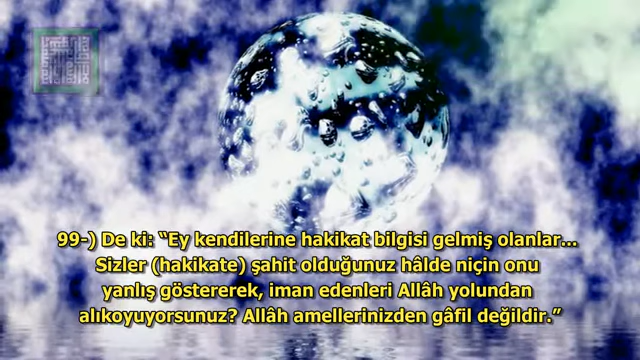 99-) De ki: “Ey kendilerine hakikat bilgisi gelmiş olanlar...
Sizler (hakikate) şahit olduğunuz hâlde niçin onu
yanlış göstererek, iman edenleri Allâh yolundan
alıkoyuyorsunuz? Allâh amellerinizden gâfil değildir.”